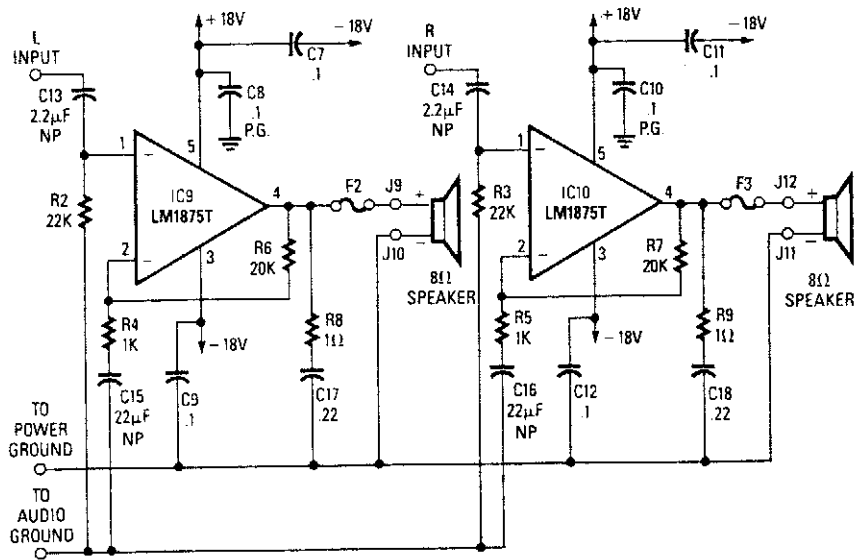 + 18V
- 18V
C7
.1
L
INPUT
C13
2.2µF
NP
C8
.1
P.G.
1
−
5
R2
22K
IC9
LM1875T
4
F2
J9
+
2
−
3
R6
20K
J10
−
8Ω
SPEAKER
R4
1K
- 18V
R8
1Ω
C15
22µF
NP
C9
.1
C17
.22
+ 18V
- 18V
C11
.1
R
INPUT
C14
2.2µF
NP
C10
.1
P.G.
1
−
5
R3
22K
IC10
LM1875T
4
F3
J12
+
2
−
3
R7
20K
J11
−
8Ω
SPEAKER
R5
1K
- 18V
R9
1Ω
C16
22µF
NP
C12
.1
C18
.22
TO
POWER
GROUND
TO
AUDIO
GROUND